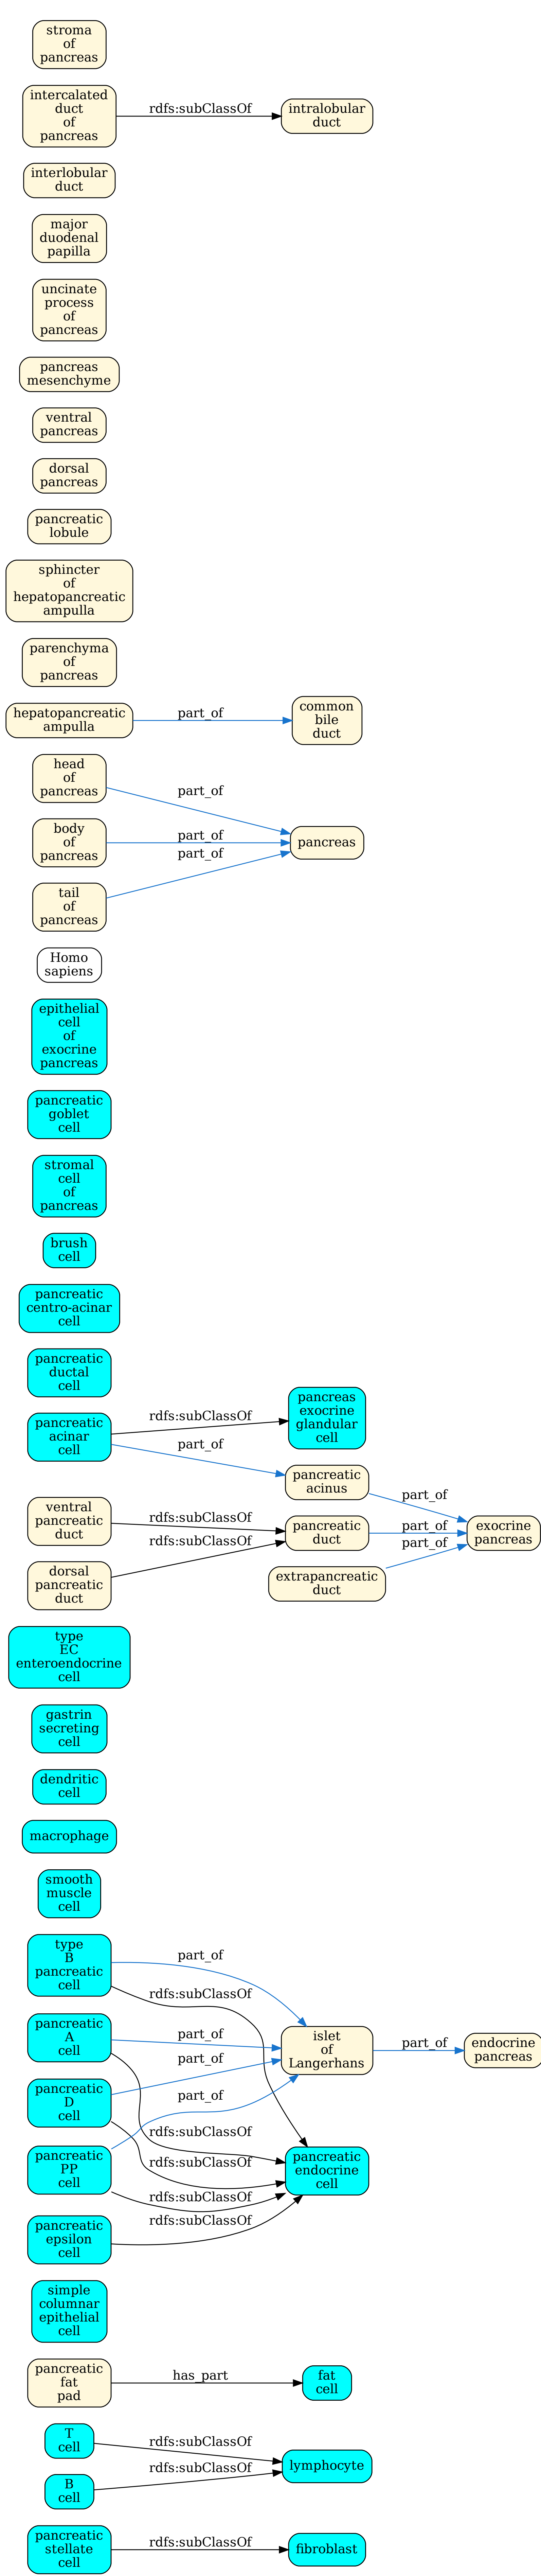 stroma
of
pancreas
intercalated
duct
of
pancreas
rdfs:subClassOf
intralobular
duct
interlobular
duct
major
duodenal
papilla
uncinate
process
of
pancreas
pancreas
mesenchyme
ventral
pancreas
dorsal
pancreas
pancreatic
lobule
sphincter
of
hepatopancreatic
ampulla
parenchyma
of
pancreas
hepatopancreatic
ampulla
part_of
common
bile
duct
head
of
pancreas
part_of
body
of
pancreas
part_of
pancreas
part_of
tail
of
pancreas
Homo
sapiens
epithelial
cell
of
exocrine
pancreas
pancreatic
goblet
cell
stromal
cell
of
pancreas
brush
cell
pancreatic
centro-acinar
cell
pancreatic
ductal
cell
pancreatic
acinar
cell
rdfs:subClassOf
part_of
pancreas
exocrine
glandular
cell
pancreatic
acinus
part_of
ventral
pancreatic
duct
rdfs:subClassOf
rdfs:subClassOf
pancreatic
duct
part_of
exocrine
pancreas
part_of
dorsal
pancreatic
duct
extrapancreatic
duct
type
EC
enteroendocrine
cell
gastrin
secreting
cell
dendritic
cell
macrophage
smooth
muscle
cell
type
B
pancreatic
cell
part_of
rdfs:subClassOf
pancreatic
A
cell
part_of
part_of
islet
of
Langerhans
part_of
endocrine
pancreas
pancreatic
D
cell
part_of
rdfs:subClassOf
pancreatic
PP
cell
rdfs:subClassOf
rdfs:subClassOf
pancreatic
endocrine
cell
pancreatic
epsilon
cell
rdfs:subClassOf
simple
columnar
epithelial
cell
pancreatic
fat
pad
has_part
fat
cell
T
cell
rdfs:subClassOf
rdfs:subClassOf
lymphocyte
B
cell
pancreatic
stellate
cell
rdfs:subClassOf
fibroblast